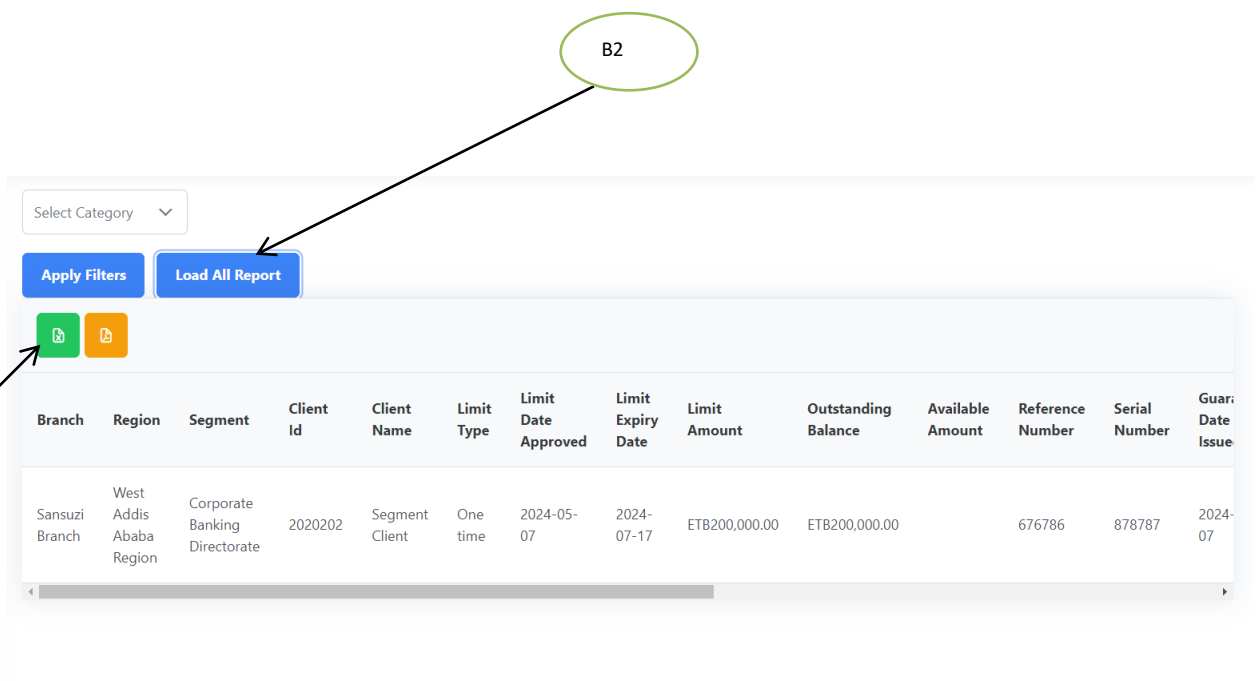 B2
Select Category
Apply Filters Load All Report
Branch Region Segment Client Id Client Name Limit Type Limit Date Approved Limit Expiry Date Limit Amount Outstanding Balance Available Amount Reference Number Serial Number Guara Date Issue
Sansuzi Branch West Addis Ababa Region Corporate Banking Directorate 2020202 Segment Client One time 2024-05-07 2024-07-17 ETB200,000.00 ETB200,000.00 676786 878787 2024-07